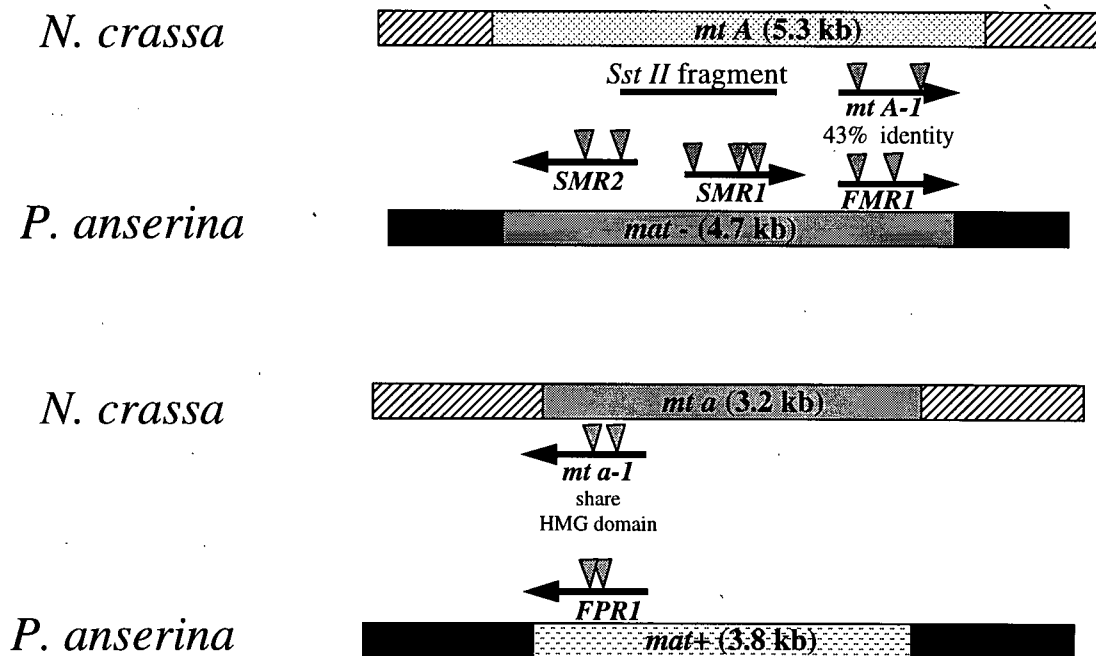 N. crassa
mt A (5.3 kb)
Sst II fragment
mt A-1
43% identity
SMR2
SMR1
FMR1
P. anserina
mat - (4.7 kb)
N. crassa
mt a (3.2 kb)
mt a-1
share
HMG domain
FPR1
P. anserina
mat+ (3.8 kb)